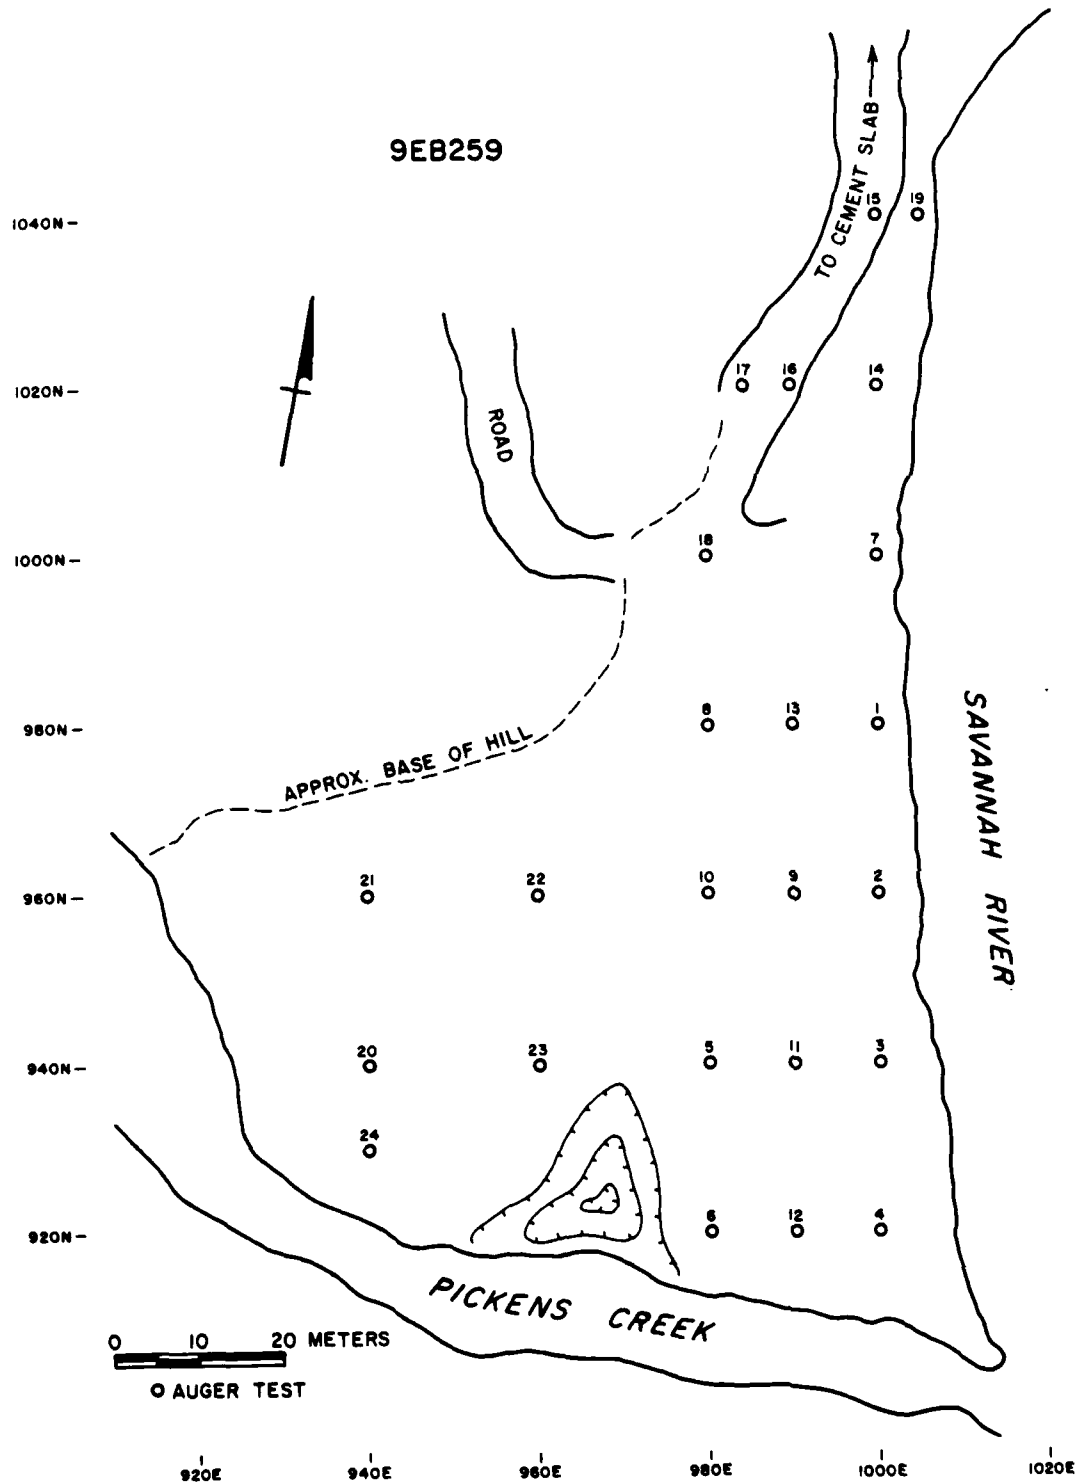 9EB259
TO CEMENT SLAB
15
19
1040N
17
16
14
1020N
ROAD
18
7
1000N
8
13
1
980N
APPROX. BASE OF HILL
SAVANNAH RIVER
21
22
10
9
2
960N
20
23
5
11
3
940N
24
6
12
4
920N
PICKENS CREEK
0 10 20 METERS
AUGER TEST
920E 940E 960E 980E 1000E 1020E